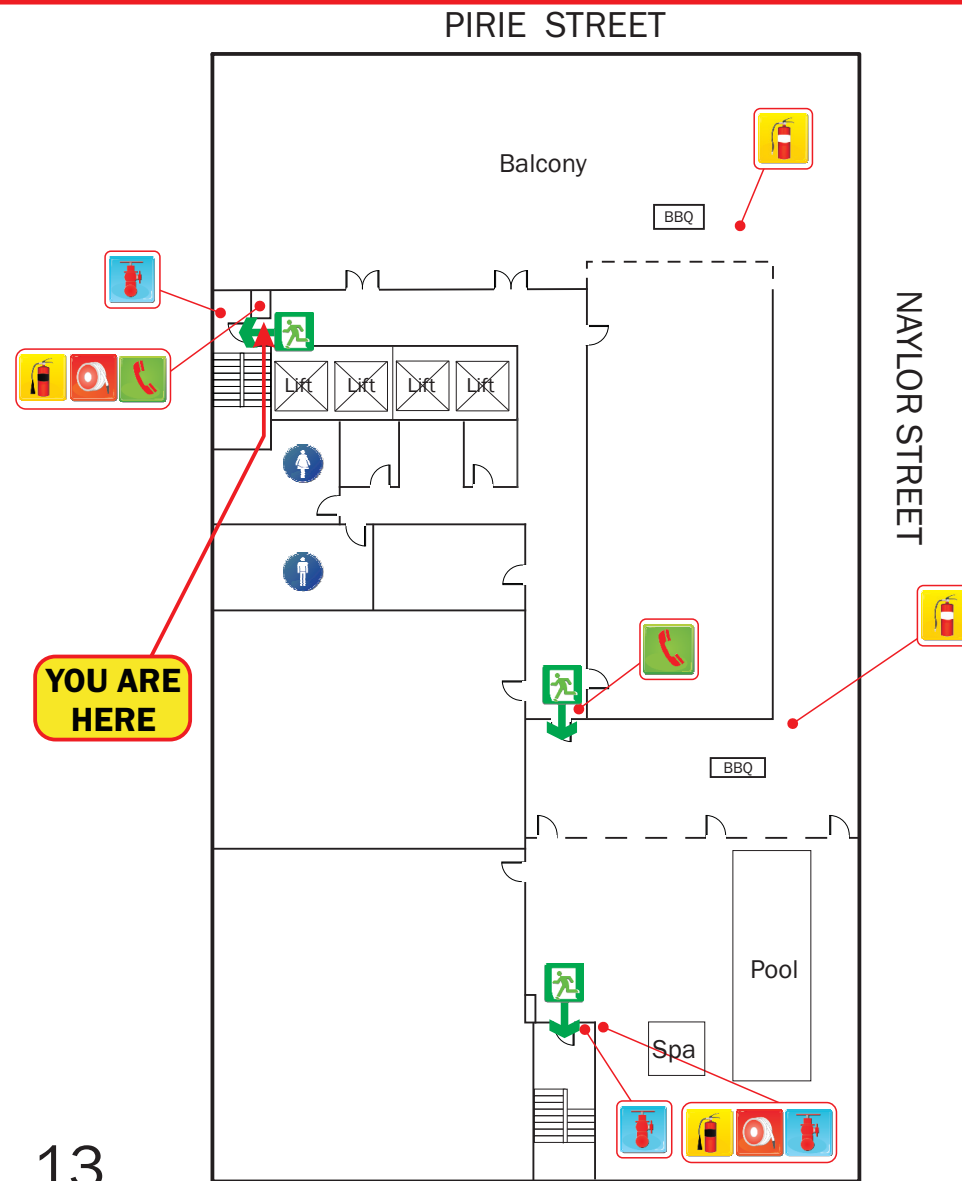 PIRIE STREET
Balcony
BBQ
NAYLOR STREET
Lift Lift Lift Lift
YOU ARE
HERE
BBQ
Pool
Spa
13